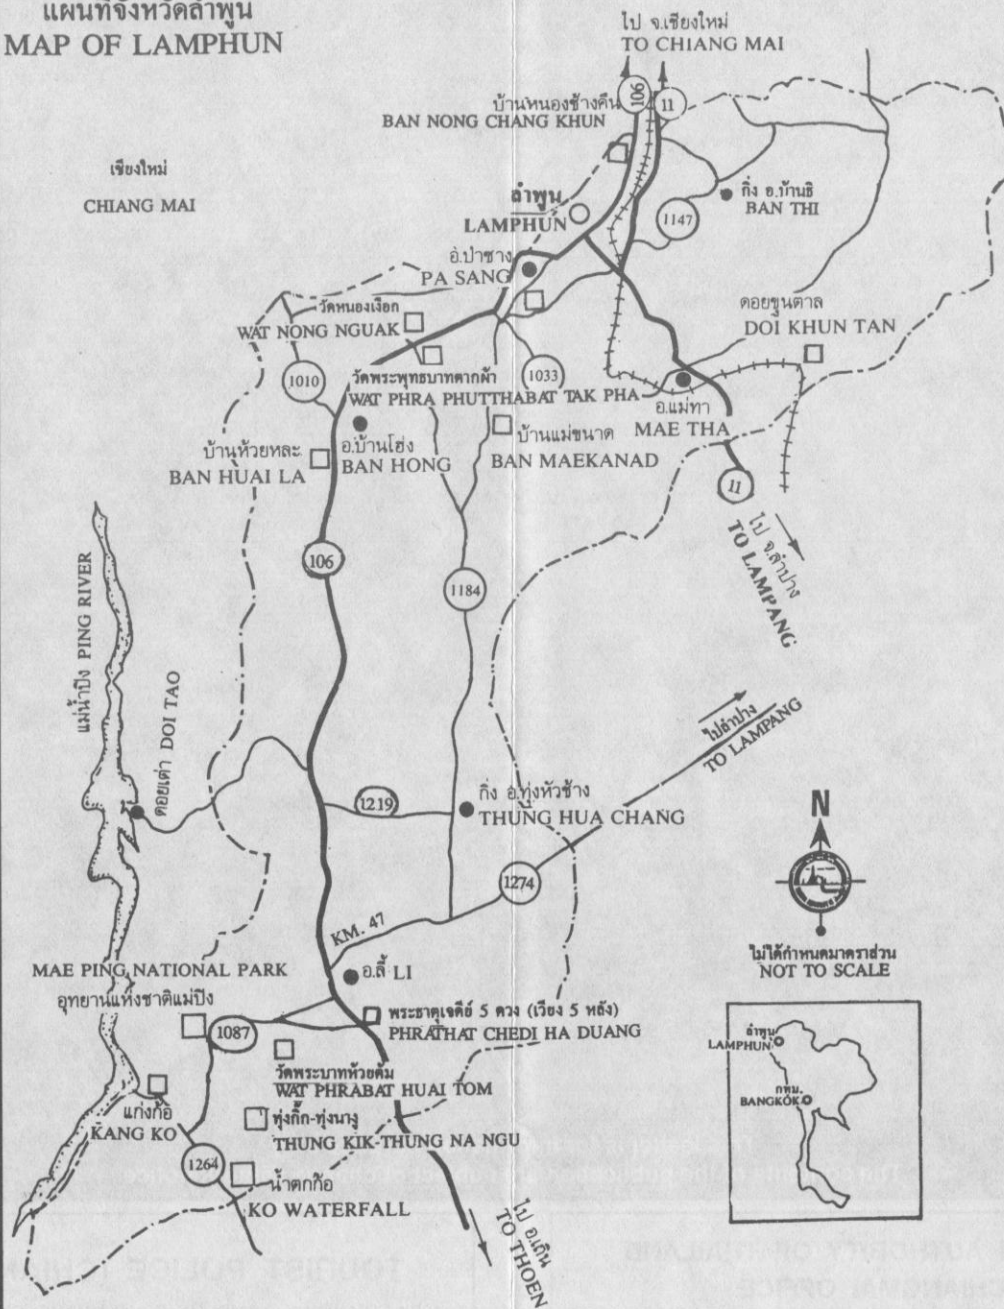 แผนที่จังหวัดลำพูน
MAP OF LAMPHUN
ไป จ.เชียงใหม่
TO CHIANG MAI
106
11
บ้านหนองช้างคืน
BAN NONG CHANG KHUN
เชียงใหม่
CHIANG MAI
ลำพูน
LAMPHUN
กิ่ง อ.บ้านธิ
BAN THI
1147
อ.ป่าซาง
PA SANG
ดอยขุนตาล
DOI KHUN TAN
วัดหนองเงือก
WAT NONG NGUAK
1010
วัดพระพุทธบาทตากผ้า
WAT PHRA PHUTTHABAT TAK PHA
1033
อ.แม่ทา
MAE THA
บ้านห้วยหละ
BAN HUAI LA
อ.บ้านโฮ่ง
BAN HONG
บ้านแม่ขนาด
BAN MAEKANAD
11
ไป จ.ลำปาง
TO LAMPANG
106
1184
แม่น้ำปิง PING RIVER
ดอยเต่า DOI TAO
ไปลำปาง
TO LAMPANG
1219
กิ่ง อ.ทุ่งหัวช้าง
THUNG HUA CHANG
N
1274
KM. 47
ไม่ได้กำหนดมาตราส่วน
NOT TO SCALE
MAE PING NATIONAL PARK
อุทยานแห่งชาติแม่ปิง
อ.ลี้ LI
พระธาตุเจดีย์ 5 ดวง (เวียง 5 หลัง)
PHRATHAT CHEDI HA DUANG
1087
วัดพระบาทห้วยต้ม
WAT PHRABAT HUAI TOM
แก่งก้อ
KANG KO
ทุ่งกิ๊ก-ทุ่งนางู
THUNG KIK-THUNG NA NGU
1264
น้ำตกก้อ
KO WATERFALL
ไป อ.เถิน
TO THOEN
ลำพูน
LAMPHUN
กทม.
BANGKOK
AUTHORITY OF THAILAND
CHIANGMAI OFFICE
TOURIST POLICE